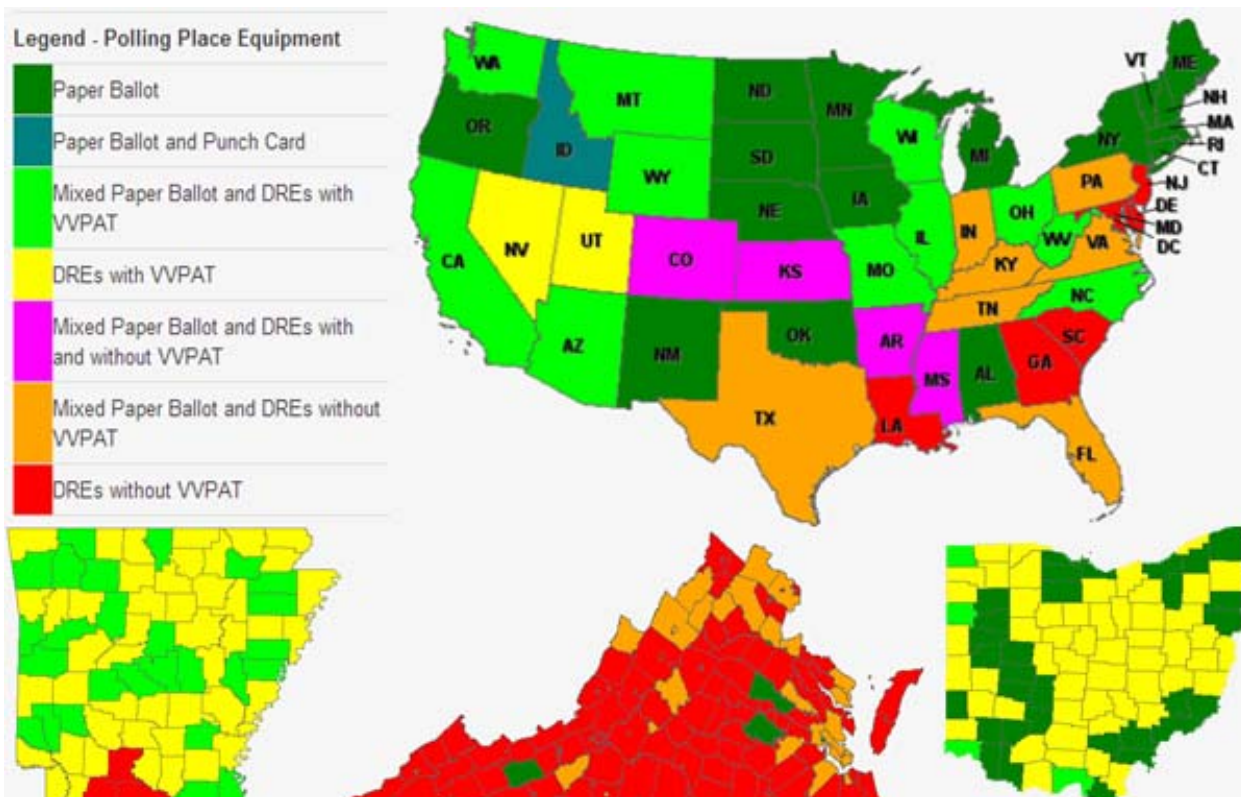 Legend - Polling Place Equipment
Paper Ballot
Paper Ballot and Punch Card
Mixed Paper Ballot and DREs with
VVPAT
DREs with VVPAT
Mixed Paper Ballot and DREs with
and without VVPAT
Mixed Paper Ballot and DREs without
VVPAT
DREs without VVPAT
WA
MT
ND
MN
VT
ME
NH
MA
RI
CT
OR
ID
WY
SD
WI
MI
NY
NE
IA
PA
NJ
DE
MD
DC
NV
UT
CO
KS
MO
IL
IN
OH
WV
VA
KY
CA
AZ
NM
OK
AR
TN
NC
SC
TX
LA
MS
AL
GA
FL